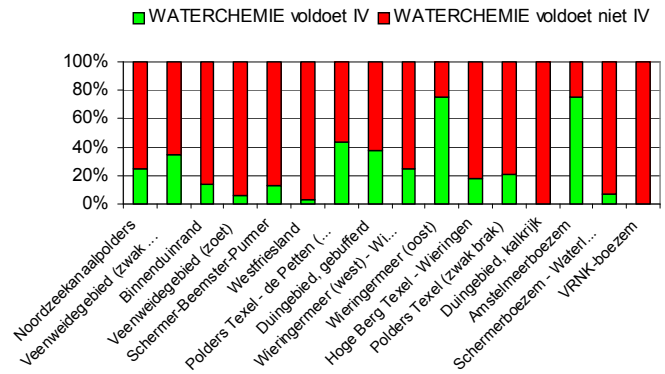 WATERCHEMIE voldoet IV WATERCHEMIE voldoet niet IV
100%
80%
60%
40%
20%
0%
Noordzeekanaalpolders
Veenweidegebied (zwak ...
Binnenduinrand
Veenweidegebied (zoet)
Schermer-Beemster-Purmer
Westfriesland
Polders Texel - de Petten (...
Duingebied, gebufferd
Wieringermeer (west) - Wi...
Wieringermeer (oost)
Hoge Berg Texel - Wieringen
Polders Texel (zwak brak)
Duingebied, kalkrijk
Amstelmeerboezem
Schermerboezem - Waterl...
VRNK-boezem